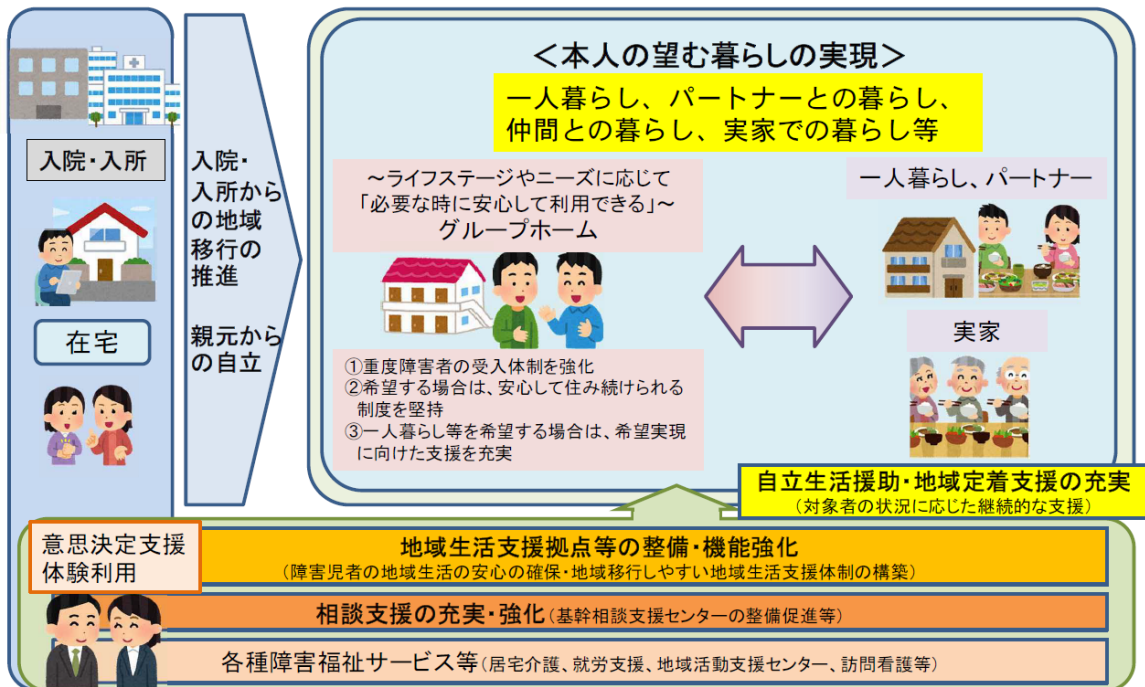 入院・入所
在宅
入院・
入所から
の地域
移行の
推進
親元から
の自立
＜本人の望む暮らしの実現＞
一人暮らし、パートナーとの暮らし、
仲間との暮らし、実家での暮らし等
～ライフステージやニーズに応じて
「必要な時に安心して利用できる」～
グループホーム
①重度障害者の受入体制を強化
②希望する場合は、安心して住み続けられる
制度を堅持
③一人暮らし等を希望する場合は、希望実現
に向けた支援を充実
一人暮らし、パートナー
実家
自立生活援助・地域定着支援の充実
（対象者の状況に応じた継続的な支援）
意思決定支援
体験利用
地域生活支援拠点等の整備・機能強化
（障害児者の地域生活の安心の確保・地域移行しやすい地域生活支援体制の構築）
相談支援の充実・強化（基幹相談支援センターの整備促進等）
各種障害福祉サービス等（居宅介護、就労支援、地域活動支援センター、訪問看護等）